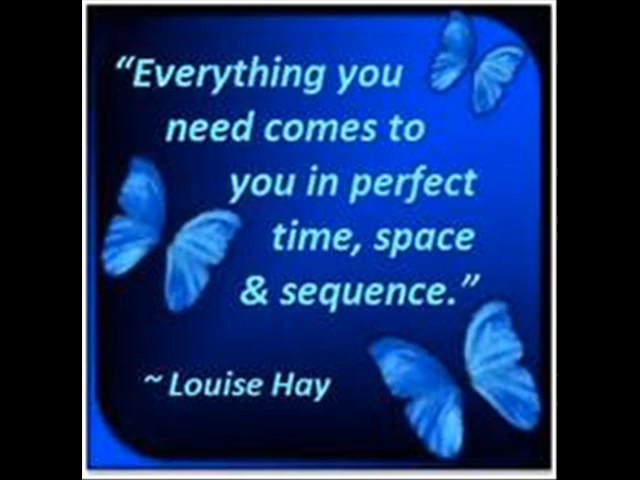 “Everything you
need comes to
you in perfect
time, space
& sequence.”
~ Louise Hay